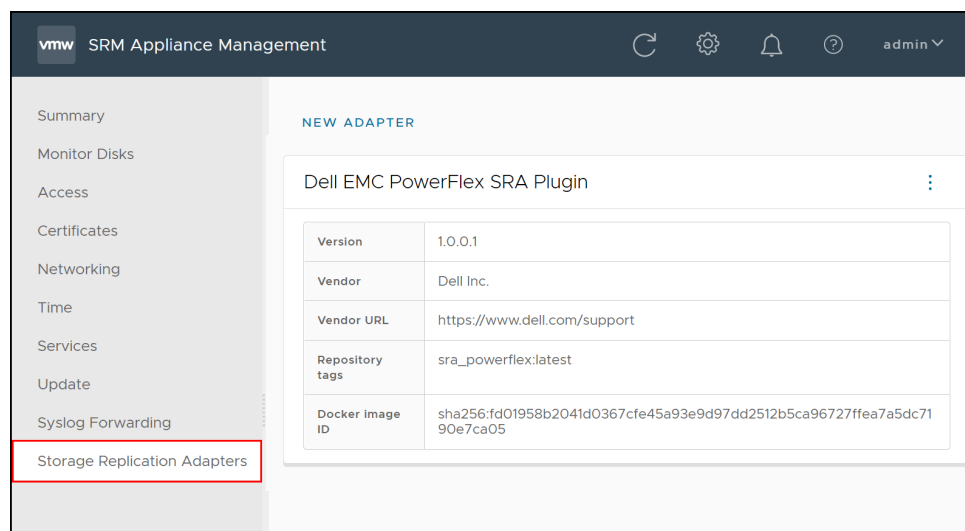 vmw SRM Appliance Management admin
Summary
Monitor Disks
Access
Certificates
Networking
Time
Services
Update
Syslog Forwarding
Storage Replication Adapters
NEW ADAPTER
Dell EMC PowerFlex SRA Plugin
Version 1.0.0.1
Vendor Dell Inc.
Vendor URL https://www.dell.com/support
Repository
tags
sra_powerflex:latest
Docker image
ID
sha256:fd01958b2041d0367cfe45a93e9d97dd2512b5ca96727ffea7a5dc71
90e7ca05